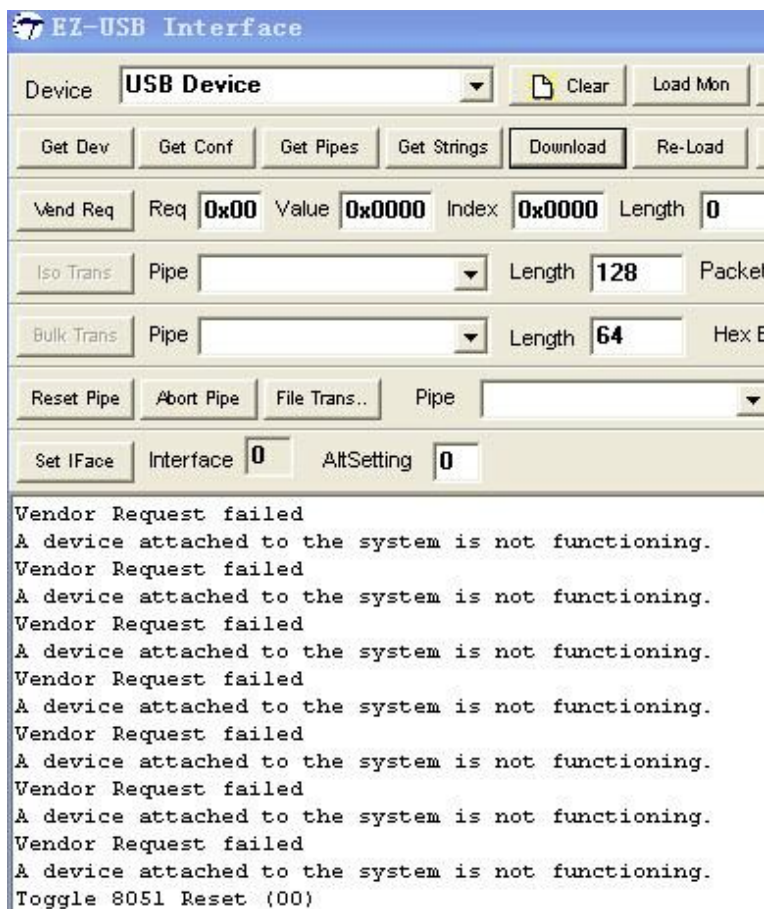 EZ-USB Interface
Device USB Device Clear Load Mon
Get Dev Get Conf Get Pipes Get Strings Download Re-Load
Vend Req Req 0x00 Value 0x0000 Index 0x0000 Length 0
Iso Trans Pipe Length 128 Packet
Bulk Trans Pipe Length 64 Hex
Reset Pipe Abort Pipe File Trans.. Pipe
Set IFace Interface 0 AltSetting 0
Vendor Request failed
A device attached to the system is not functioning.
Vendor Request failed
A device attached to the system is not functioning.
Vendor Request failed
A device attached to the system is not functioning.
Vendor Request failed
A device attached to the system is not functioning.
Vendor Request failed
A device attached to the system is not functioning.
Vendor Request failed
A device attached to the system is not functioning.
Vendor Request failed
A device attached to the system is not functioning.
Toggle 8051 Reset (00)